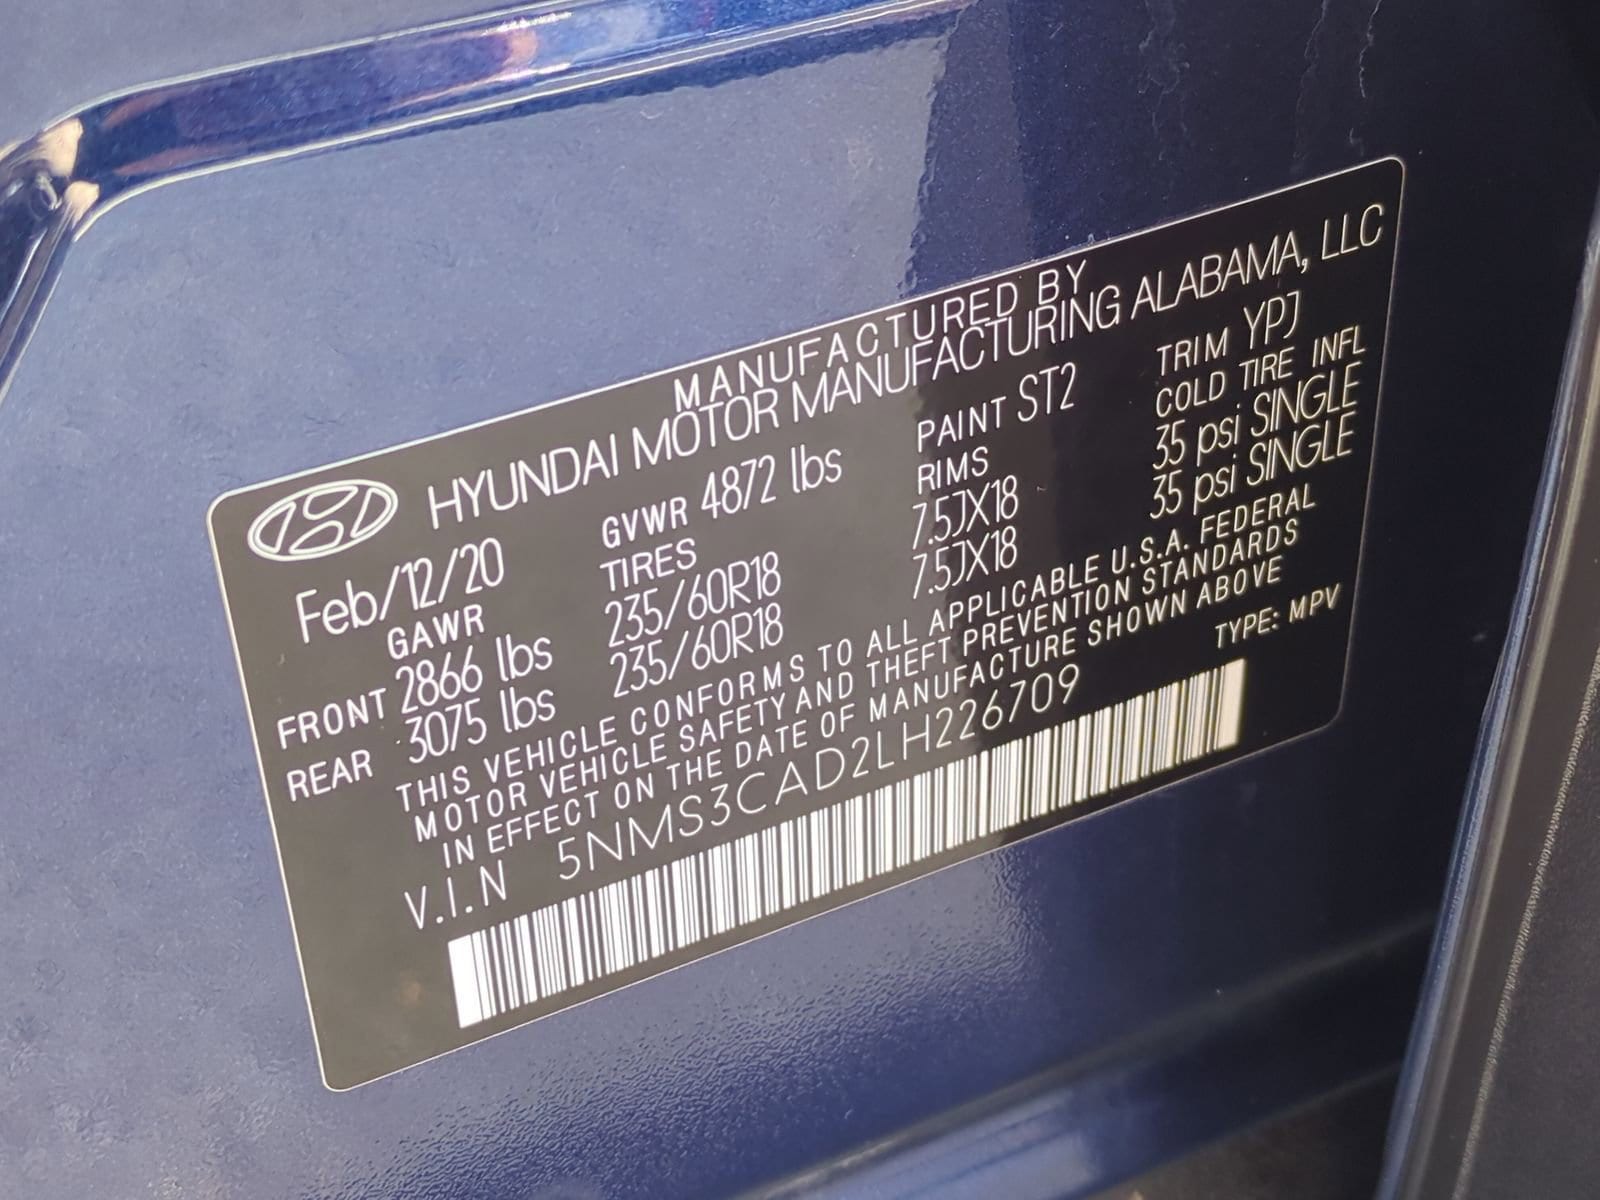 MANUFACTURED BY
HYUNDAI MOTOR MANUFACTURING ALABAMA, LLC
Feb/12/20 GVWR 4872 lbs PAINT ST2 TRIM YPJ
GAWR TIRES RIMS COLD TIRE INFL
FRONT 2866 lbs 235/60R18 7.5JX18 35 psi SINGLE
REAR 3075 lbs 235/60R18 7.5JX18 35 psi SINGLE
THIS VEHICLE CONFORMS TO ALL APPLICABLE U.S.A. FEDERAL
MOTOR VEHICLE SAFETY AND THEFT PREVENTION STANDARDS
IN EFFECT ON THE DATE OF MANUFACTURE SHOWN ABOVE
V.I.N 5NMS3CAD2LH226709 TYPE: MPV